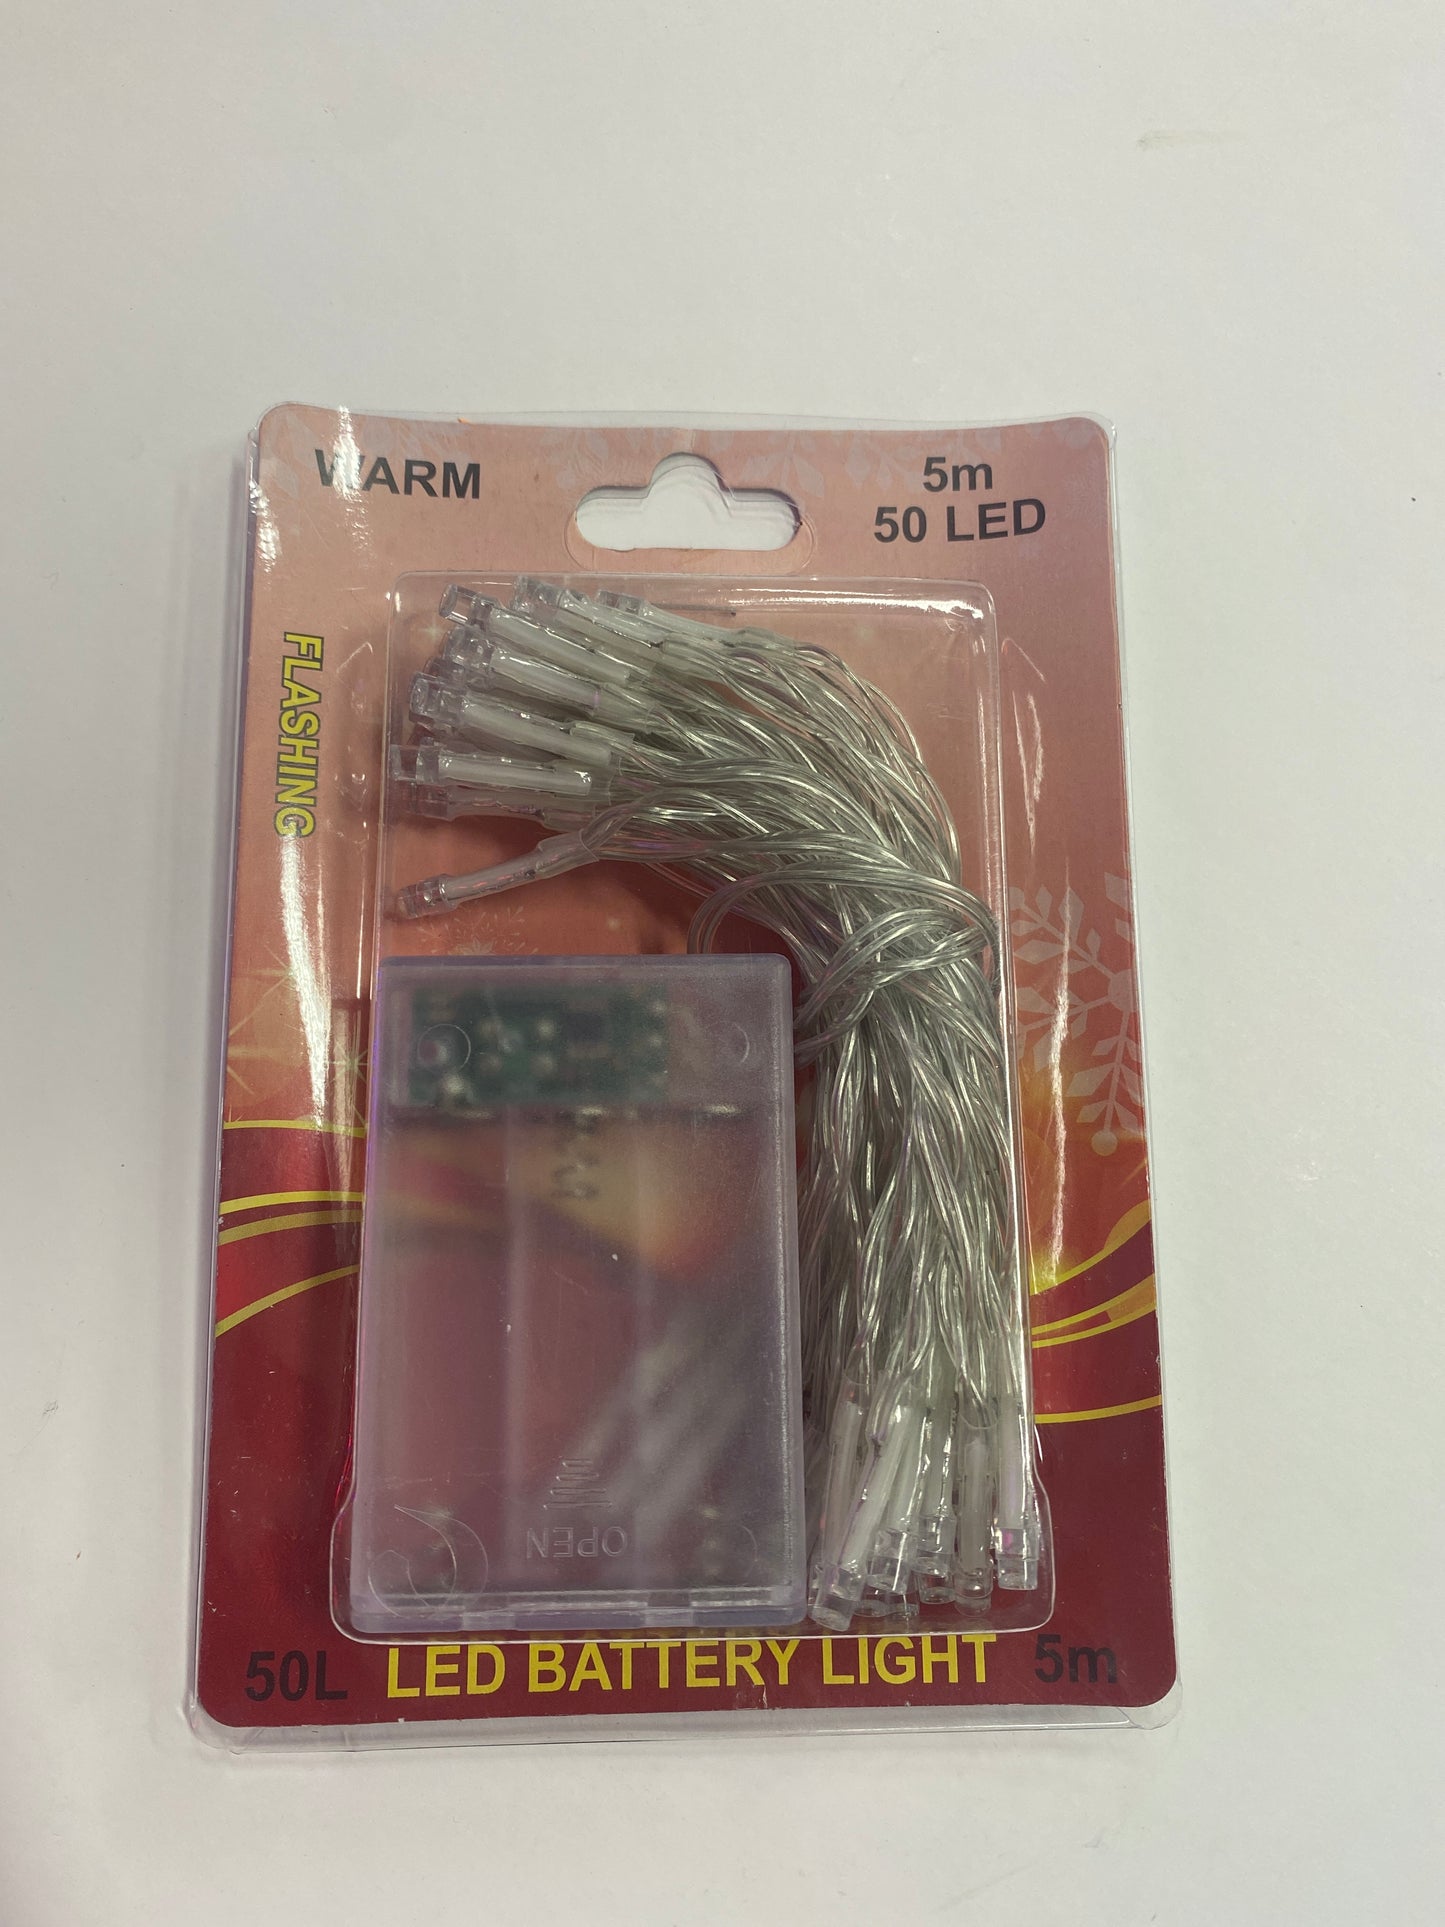 WARM
5m
50 LED
FLASHING
OPEN
50L LED BATTERY LIGHT 5m